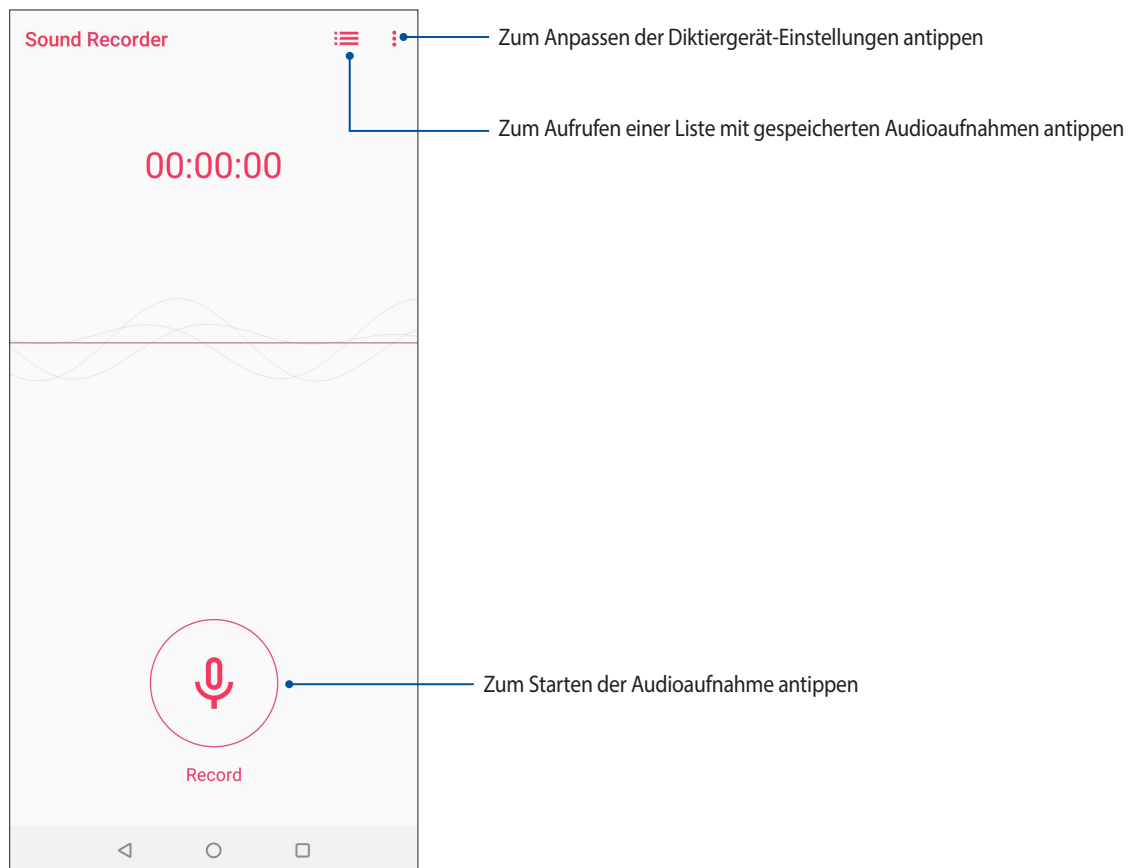 Sound Recorder
Zum Anpassen der Diktiergerät-Einstellungen antippen
Zum Aufrufen einer Liste mit gespeicherten Audioaufnahmen antippen
00:00:00
Zum Starten der Audioaufnahme antippen
Record